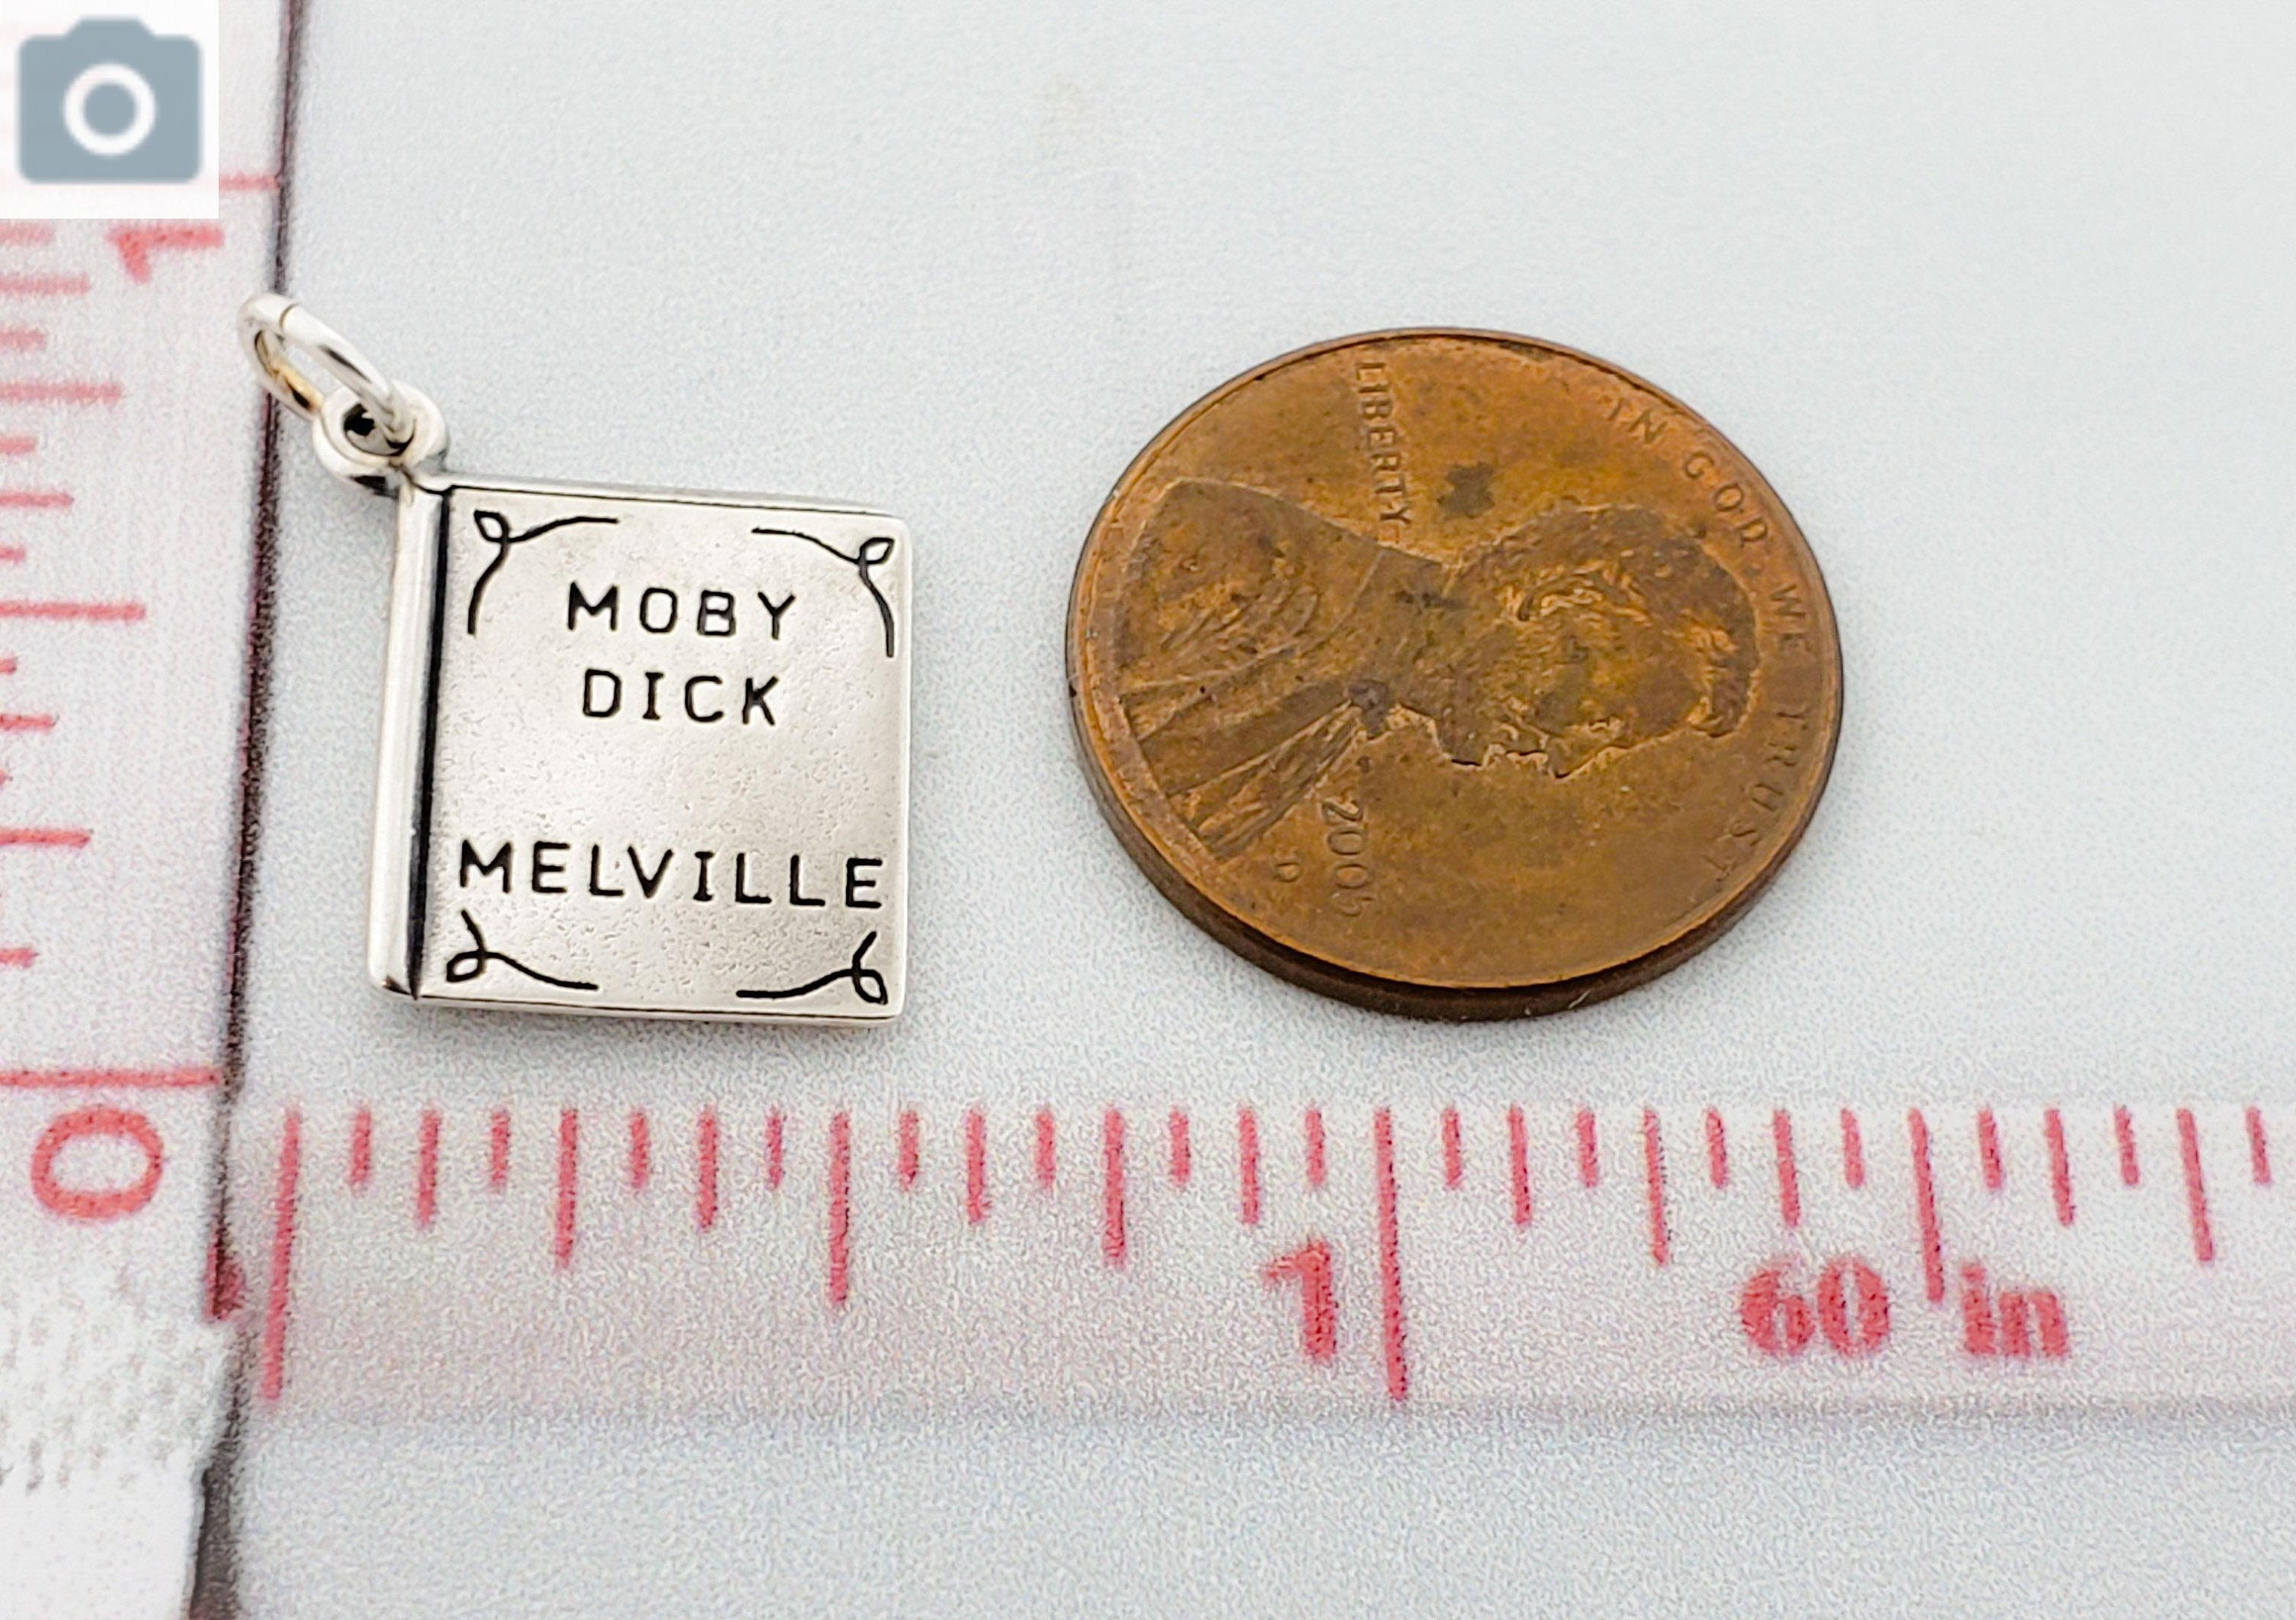 1
MOBY
DICK
MELVILLE
LIBERTY
IN GOD WE TRUST
2005
D
0
1
60 in